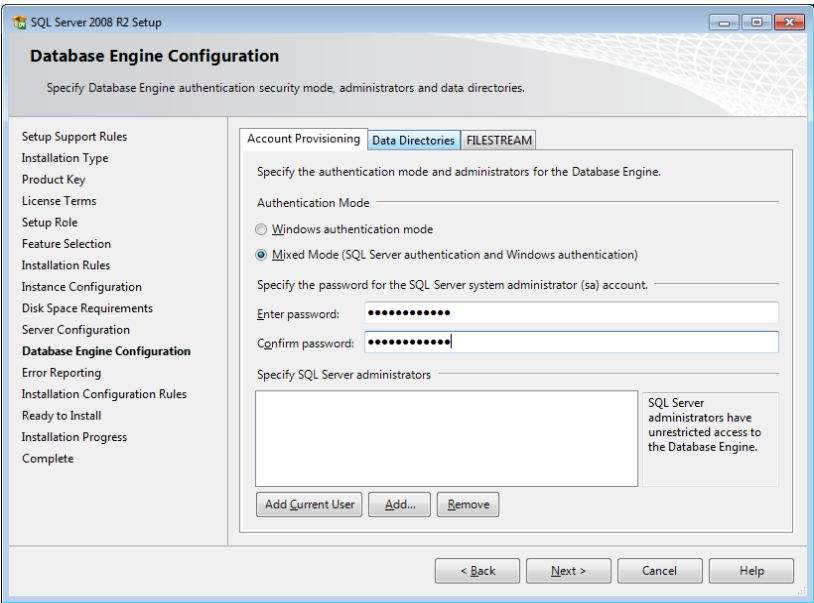 SQL Server 2008 R2 Setup
Database Engine Configuration
Specify Database Engine authentication security mode, administrators and data directories.
Setup Support Rules
Installation Type
Product Key
License Terms
Setup Role
Feature Selection
Installation Rules
Instance Configuration
Disk Space Requirements
Server Configuration
Database Engine Configuration
Error Reporting
Installation Configuration Rules
Ready to Install
Installation Progress
Complete
Account Provisioning Data Directories FILESTREAM
Specify the authentication mode and administrators for the Database Engine.
Authentication Mode
Windows authentication mode
Mixed Mode (SQL Server authentication and Windows authentication)
Specify the password for the SQL Server system administrator (sa) account.
Enter password: ●●●●●●●●●●●●
Confirm password: ●●●●●●●●●●●●
Specify SQL Server administrators
SQL Server
administrators have
unrestricted access to
the Database Engine.
Add Current User Add... Remove
< Back Next > Cancel Help